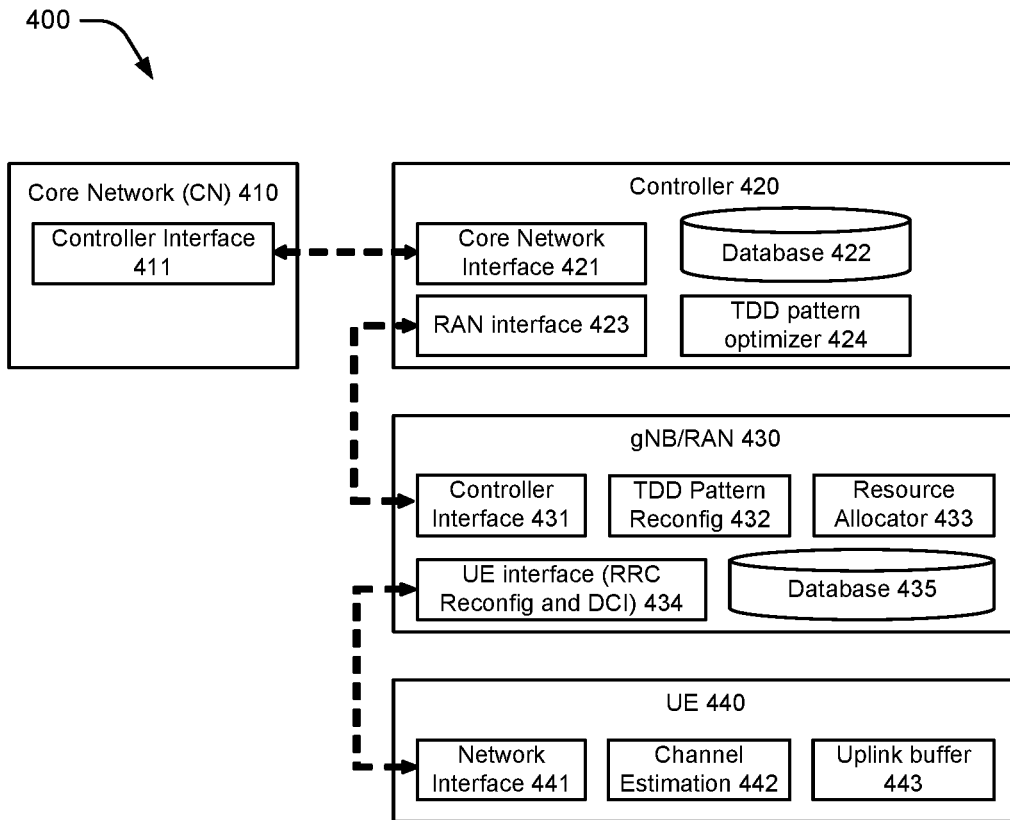 400
Core Network (CN) 410
Controller Interface
411
Controller 420
Core Network
Interface 421
Database 422
RAN interface 423
TDD pattern
optimizer 424
gNB/RAN 430
Controller
Interface 431
TDD Pattern
Reconfig 432
Resource
Allocator 433
UE interface (RRC
Reconfig and DCI) 434
Database 435
UE 440
Network
Interface 441
Channel
Estimation 442
Uplink buffer
443